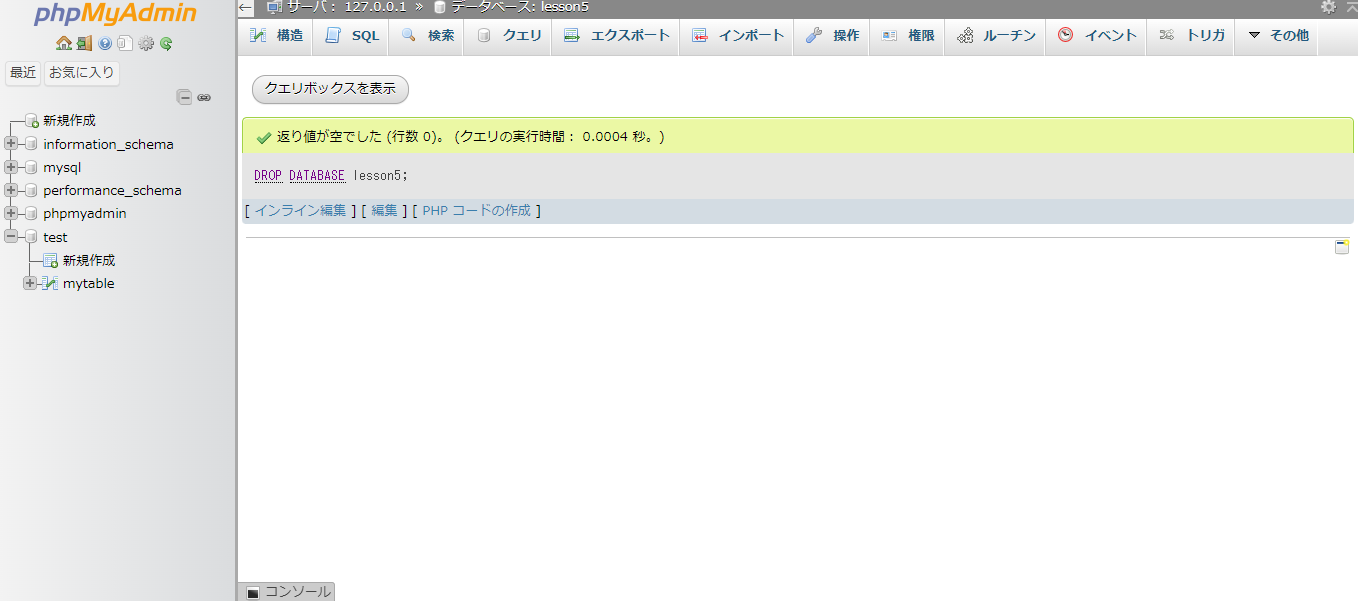 phpMyAdmin
最近 お気に入り
新規作成
information_schema
mysql
performance_schema
phpmyadmin
test
新規作成
mytable
サーバ: 127.0.0.1 » データベース: lesson5
構造 SQL 検索 クエリ エクスポート インポート 操作 権限 ルーチン イベント トリガ その他
クエリボックスを表示
返り値が空でした (行数 0)。 (クエリの実行時間: 0.0004 秒。)
DROP DATABASE lesson5;
[ インライン編集 ] [ 編集 ] [ PHP コードの作成 ]
コンソール